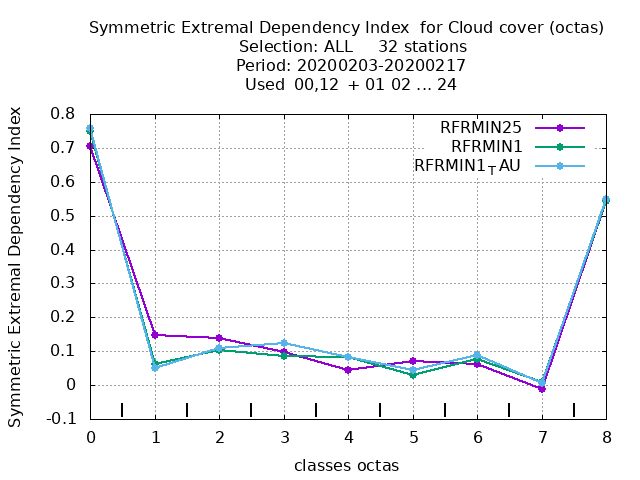 Symmetric Extremal Dependency Index  for Cloud cover (octas)
Selection: ALL     32 stations
Period: 20200203-20200217
Used  00,12  + 01 02 ... 24
Symmetric Extremal Dependency Index
0.8
0.7
0.6
0.5
0.4
0.3
0.2
0.1
0
-0.1
RFRMIN25
RFRMIN1
RFRMIN1TAU
0 1 2 3 4 5 6 7 8
classes octas